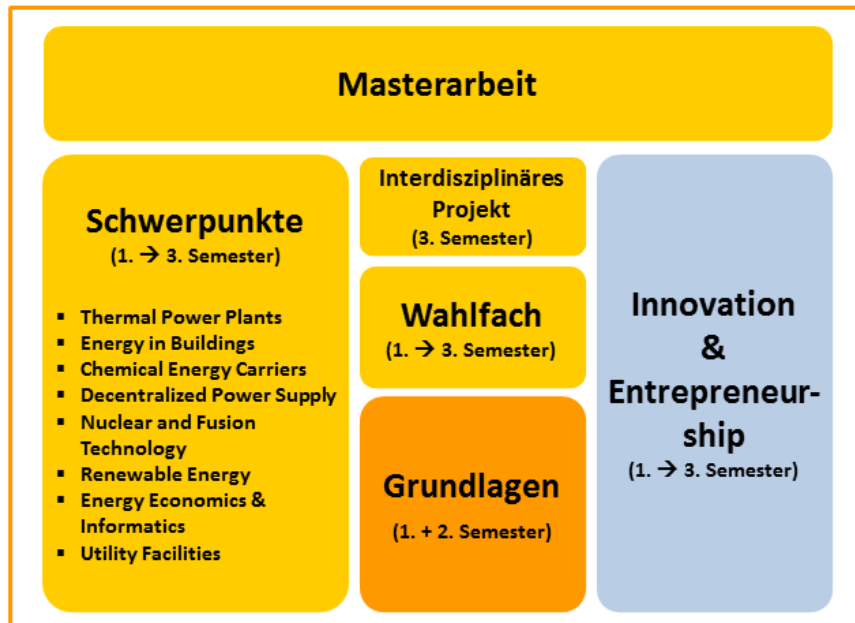 Masterarbeit
Schwerpunkte
(1. → 3. Semester)
▪ Thermal Power Plants
▪ Energy in Buildings
▪ Chemical Energy Carriers
▪ Decentralized Power Supply
▪ Nuclear and Fusion
Technology
▪ Renewable Energy
▪ Energy Economics &
Informatics
▪ Utility Facilities
Interdisziplinäres
Projekt
(3. Semester)
Wahlfach
(1. → 3. Semester)
Grundlagen
(1. + 2. Semester)
Innovation
&
Entrepreneur-
ship
(1. → 3. Semester)